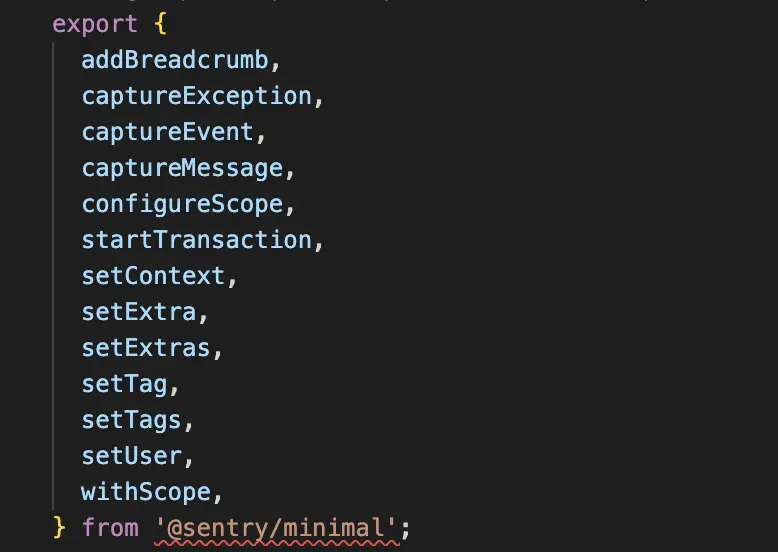 export {
addBreadcrumb,
captureException,
captureEvent,
captureMessage,
configureScope,
startTransaction,
setContext,
setExtra,
setExtras,
setTag,
setTags,
setUser,
withScope,
} from '@sentry/minimal';